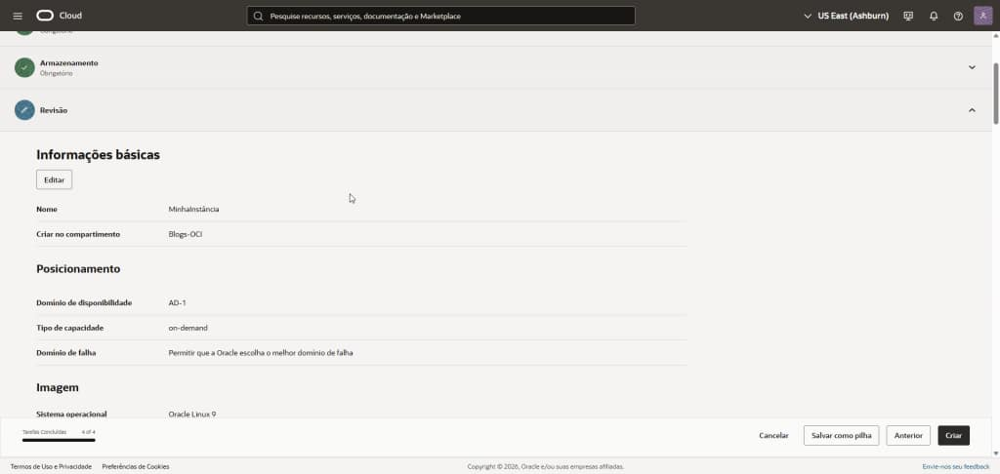 Cloud
Pesquise recursos, serviços, documentação e Marketplace
US East (Ashburn)
Obrigatório
Armazenamento
Obrigatório
Revisão
Informações básicas
Editar
Nome MinhaInstância
Criar no compartimento Blogs-OCI
Posicionamento
Domínio de disponibilidade AD-1
Tipo de capacidade on-demand
Domínio de falha Permitir que a Oracle escolha o melhor domínio de falha
Imagem
Sistema operacional Oracle Linux 9
Tarefas Concluídas 4 of 4
Cancelar Salvar como pilha Anterior Criar
Termos de Uso e Privacidade Preferências de Cookies Copyright © 2026, Oracle e/ou suas empresas afiliadas. Envie-nos seu feedback